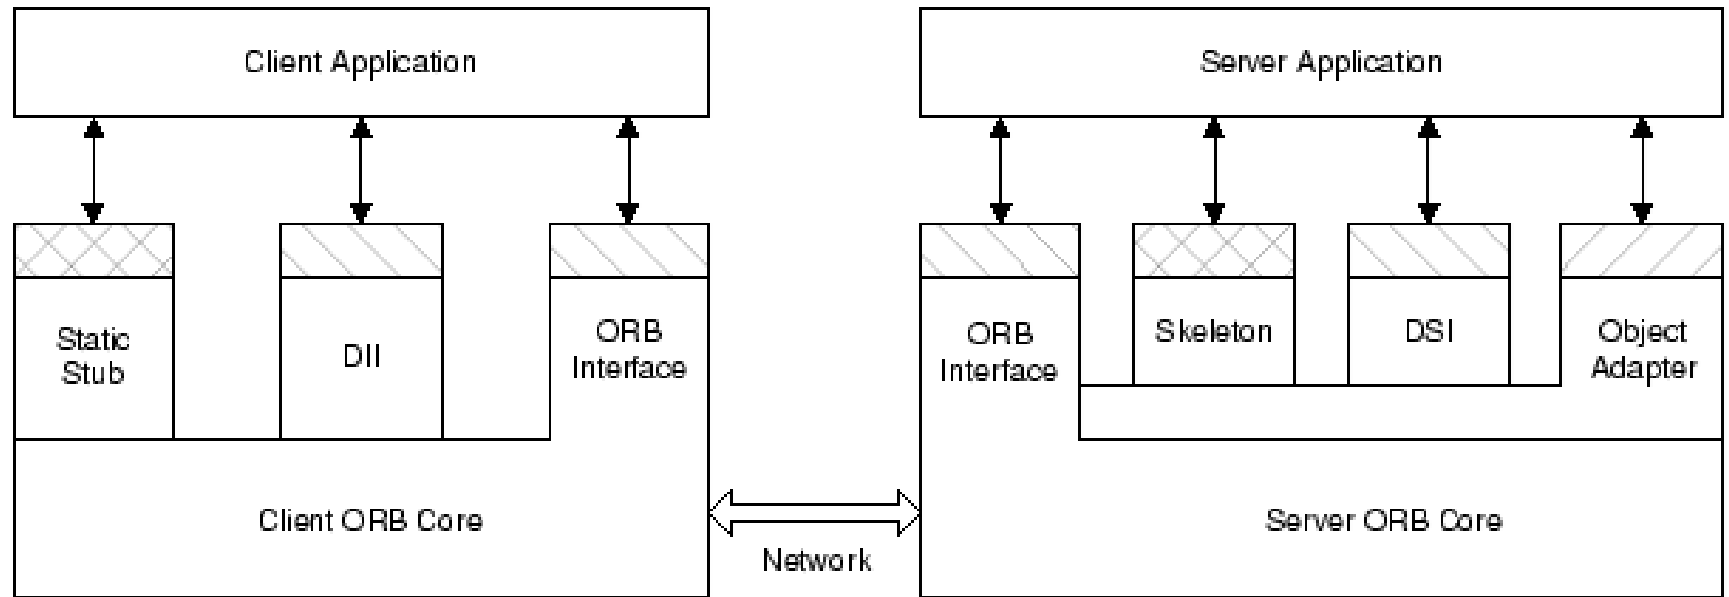 Client Application
Server Application
Static
Stub
DII
ORB
Interface
ORB
Interface
Skeleton
DSI
Object
Adapter
Client ORB Core
Network
Server ORB Core